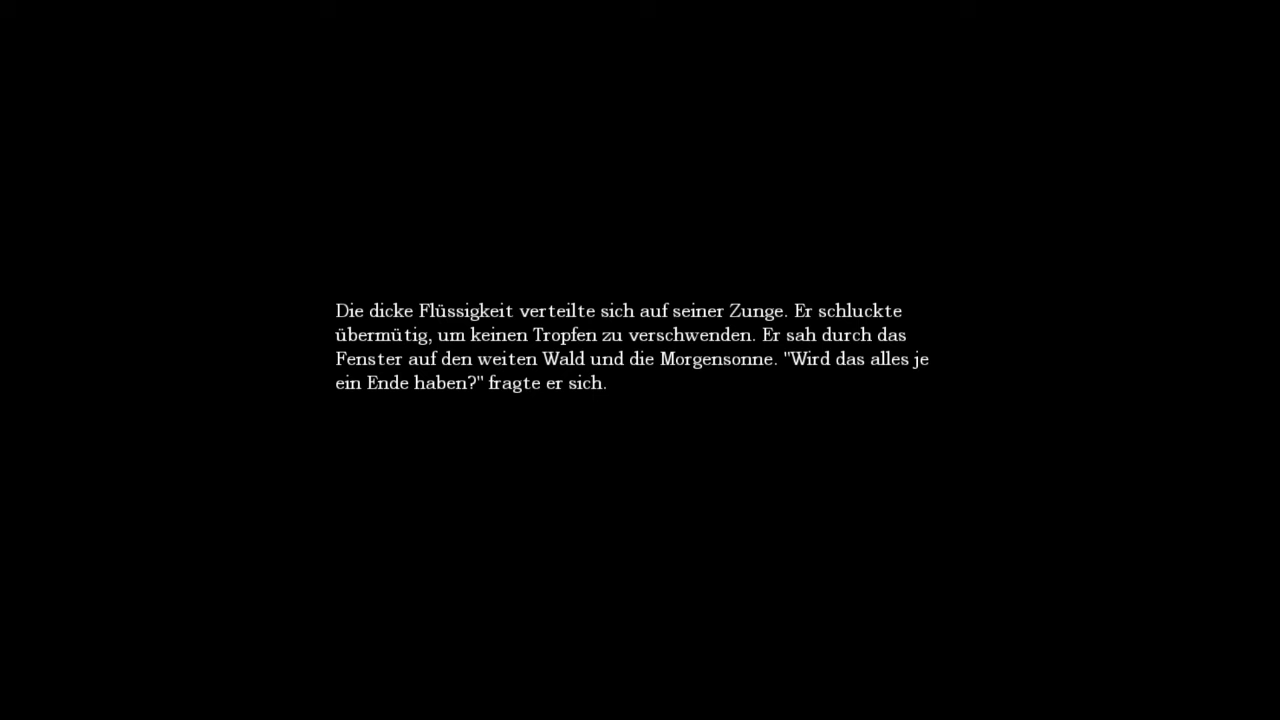 Die dicke Flüssigkeit verteilte sich auf seiner Zunge. Er schluckte
übermütig, um keinen Tropfen zu verschwenden. Er sah durch das
Fenster auf den weiten Wald und die Morgensonne. "Wird das alles je
ein Ende haben?" fragte er sich.